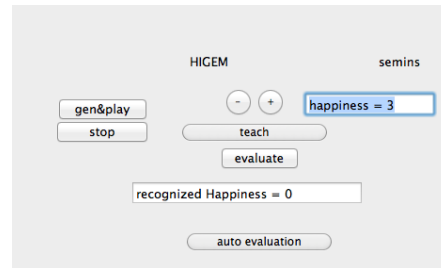 HIGEM semins
gen&play - + happiness = 3
stop teach
evaluate
recognized Happiness = 0
auto evaluation